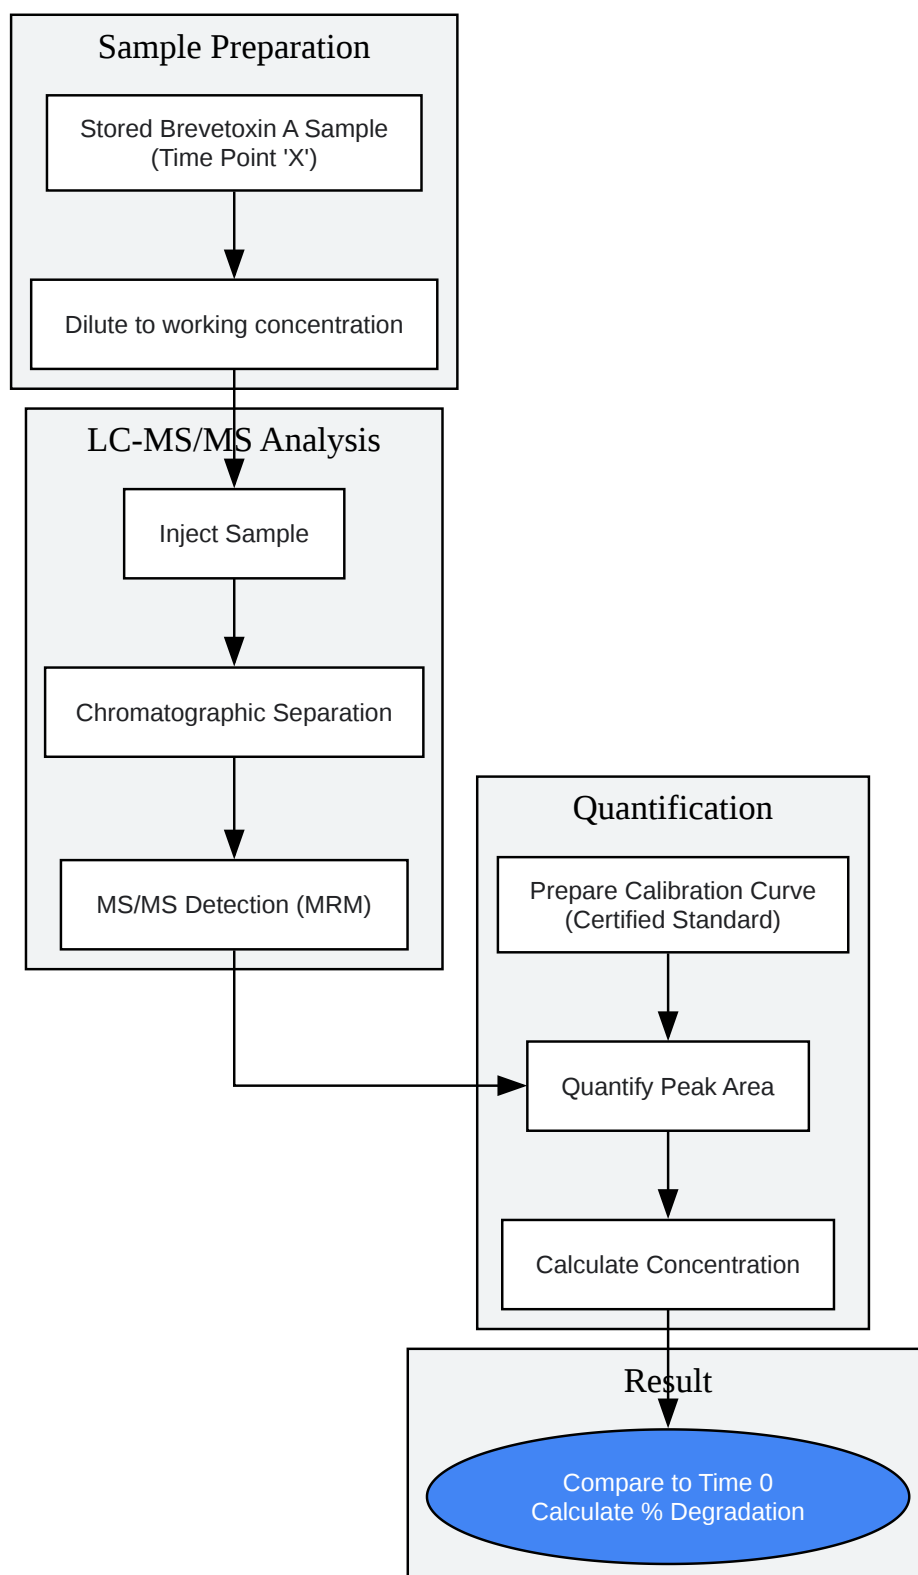 Sample Preparation
Stored Brevetoxin A Sample
(Time Point 'X')
Dilute to working concentration
LC-MS/MS Analysis
Inject Sample
Chromatographic Separation
MS/MS Detection (MRM)
Quantification
Prepare Calibration Curve
(Certified Standard)
Quantify Peak Area
Calculate Concentration
Result
Compare to Time 0
Calculate % Degradation